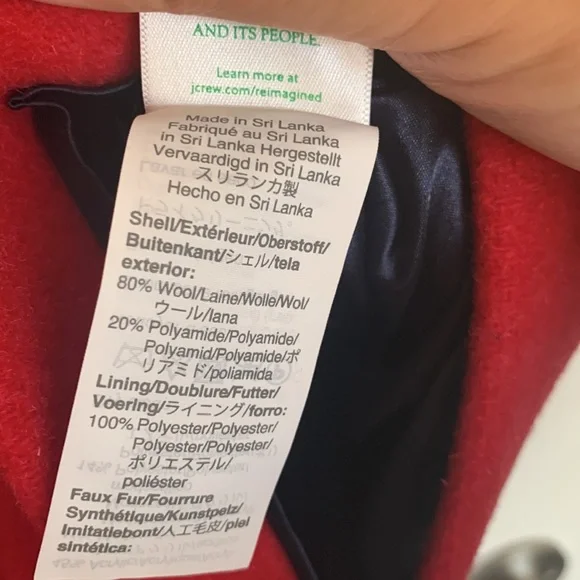 AND ITS PEOPLE.
Learn more at
jcrew.com/reimagined
Made in Sri Lanka
Fabriqué au Sri Lanka
in Sri Lanka Hergestellt
Vervaardigd in Sri Lanka
スリランカ製
Hecho en Sri Lanka
Shell/Extérieur/Oberstoff/
Buitenkant/シェル/tela
exterior:
80% Wool/Laine/Wolle/Wol/
ウール/lana
20% Polyamide/Polyamide/
Polyamid/Polyamide/ポ
リアミド/poliamida
Lining/Doublure/Futter/
Voering/ライニング/forro:
100% Polyester/Polyester/
Polyester/Polyester/
ポリエステル/
poliéster
Faux Fur/Fourrure
Synthétique/Kunstpelz/
Imitatiebont/人工毛皮/piel
sintética: